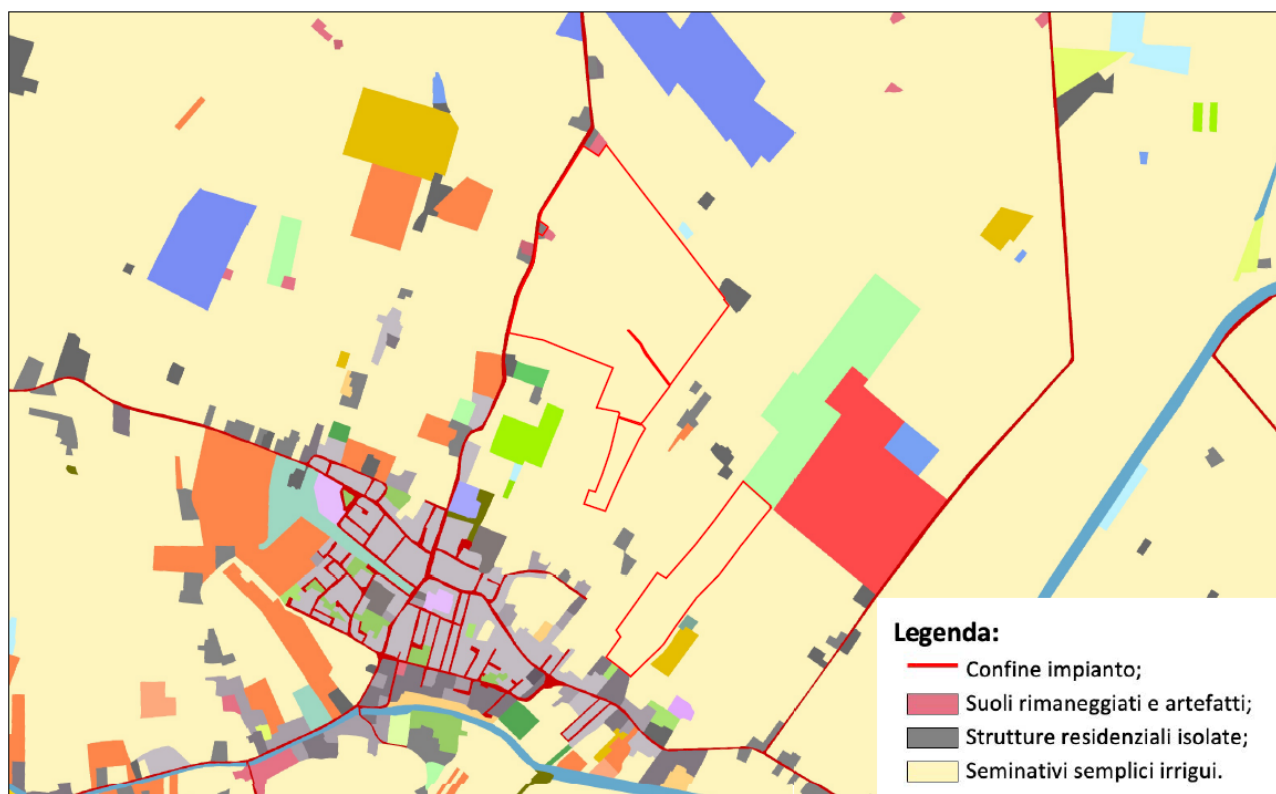 Legenda:
Confine impianto;
Suoli rimaneggiati e artefatti;
Strutture residenziali isolate;
Seminativi semplici irrigui.